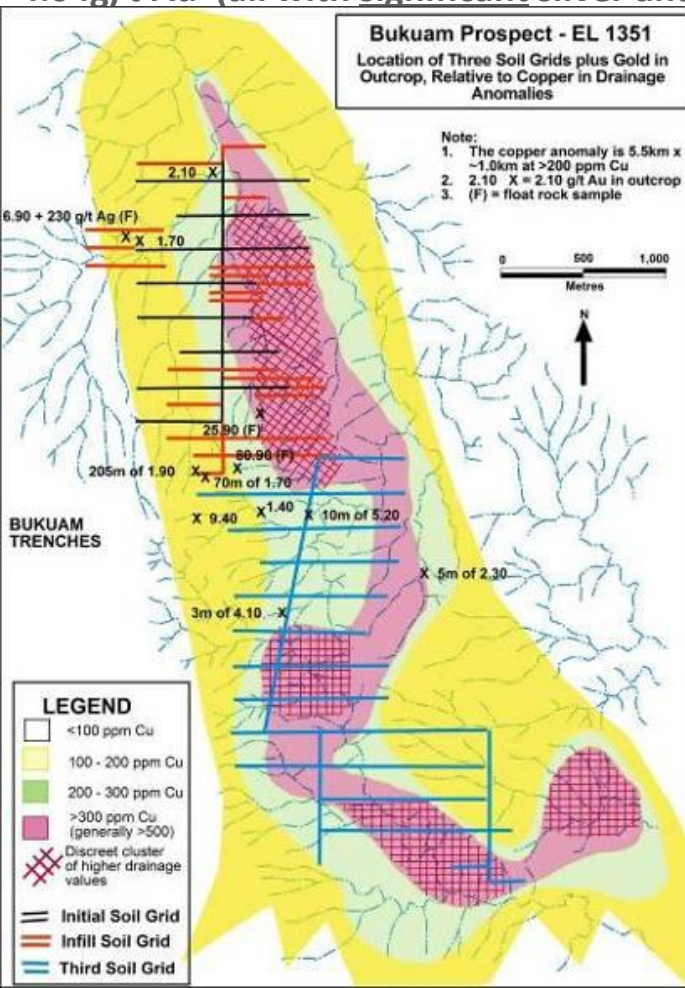 Bukuam Prospect - EL 1351
Location of Three Soil Grids plus Gold in
Outcrop, Relative to Copper in Drainage
Anomalies
Note:
1. The copper anomaly is 5.5km x
~1.0km at >200 ppm Cu
2. 2.10 X = 2.10 g/t Au in outcrop
3. (F) = float rock sample
0 500 1,000
Metres
N
2.10 X
6.90 + 230 g/t Ag (F)
X X 1.70
X
25.90 (F)
80.90 (F)
X
205m of 1.90 X
X 70m of 1.70
BUKUAM
TRENCHES
X 9.40
X 1.40
X 10m of 5.20
X 5m of 2.30
3m of 4.10 X
LEGEND
<100 ppm Cu
100 - 200 ppm Cu
200 - 300 ppm Cu
>300 ppm Cu
(generally >500)
Discreet cluster
of higher drainage
values
Initial Soil Grid
Infill Soil Grid
Third Soil Grid